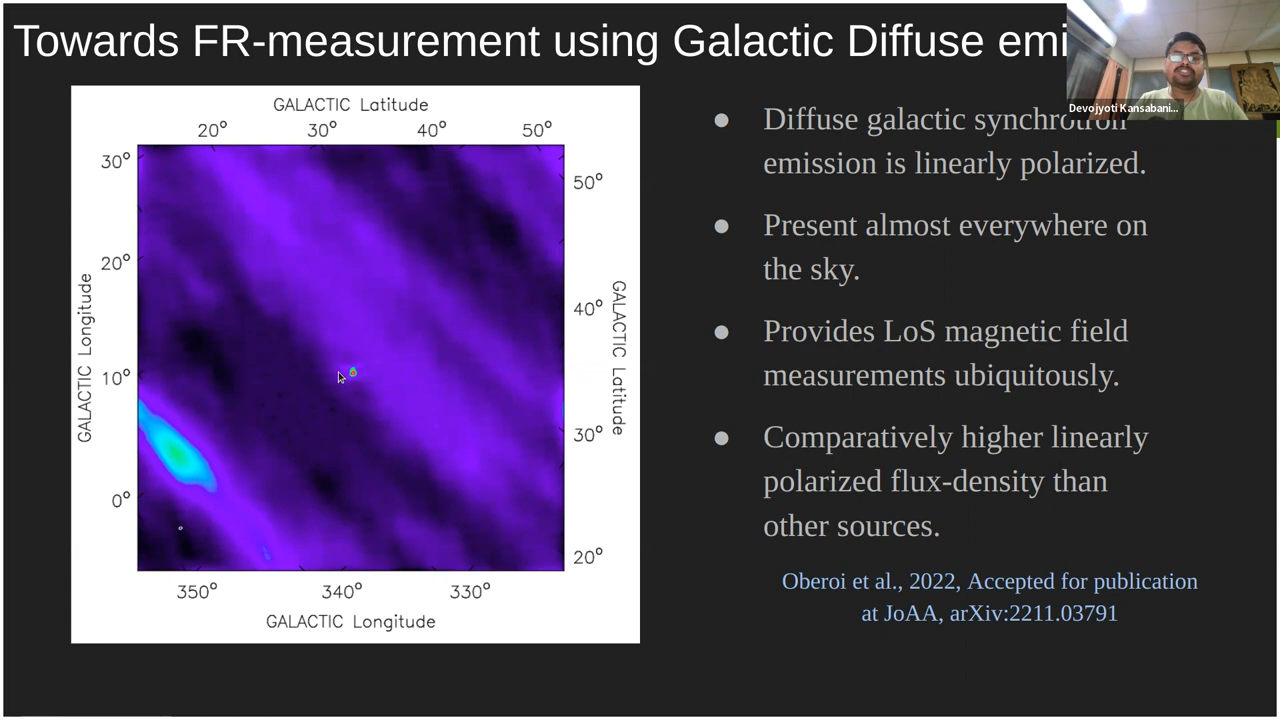 Towards FR-measurement using Galactic Diffuse emi
Devojyoti Kansabani...
GALACTIC Latitude
20° 30° 40° 50°
30°
20°
10°
0°
GALACTIC Longitude
50°
40°
30°
20°
GALACTIC Latitude
350° 340° 330°
GALACTIC Longitude
● Diffuse galactic synchrotron
emission is linearly polarized.
● Present almost everywhere on
the sky.
● Provides LoS magnetic field
measurements ubiquitously.
● Comparatively higher linearly
polarized flux-density than
other sources.
Oberoi et al., 2022, Accepted for publication
at JoAA, arXiv:2211.03791